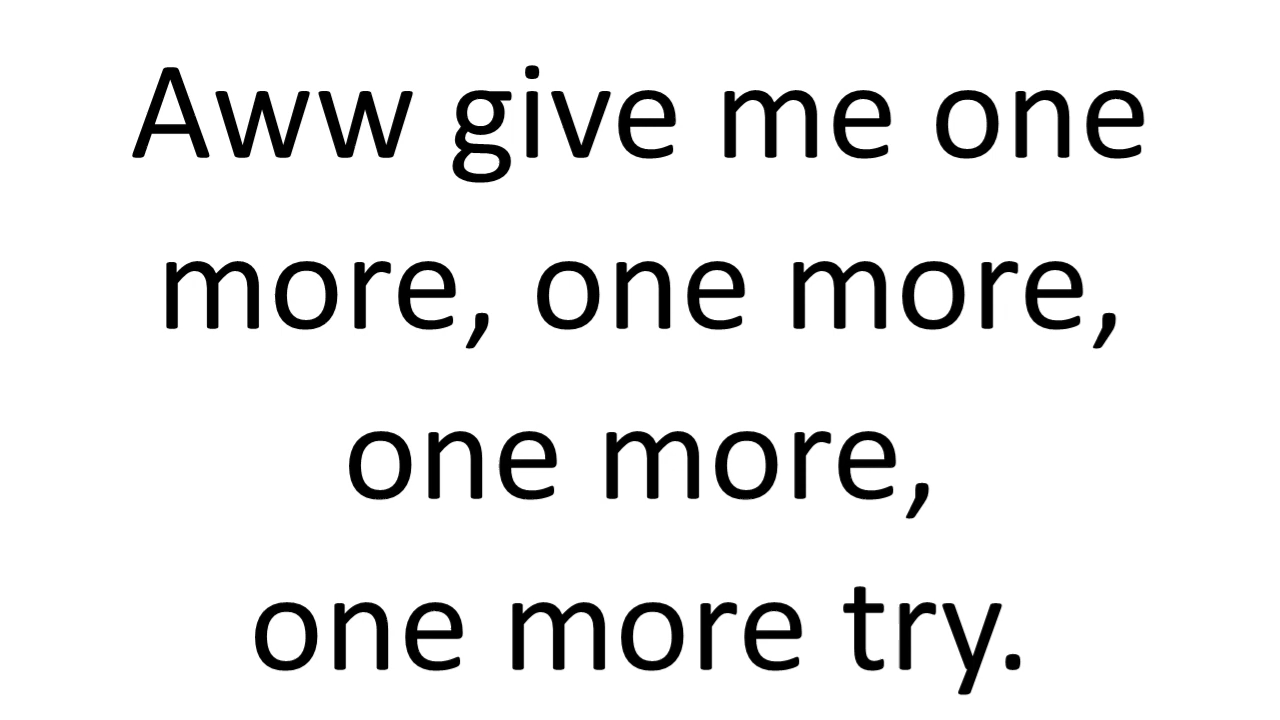 Aww give me one
more, one more,
one more,
one more try.